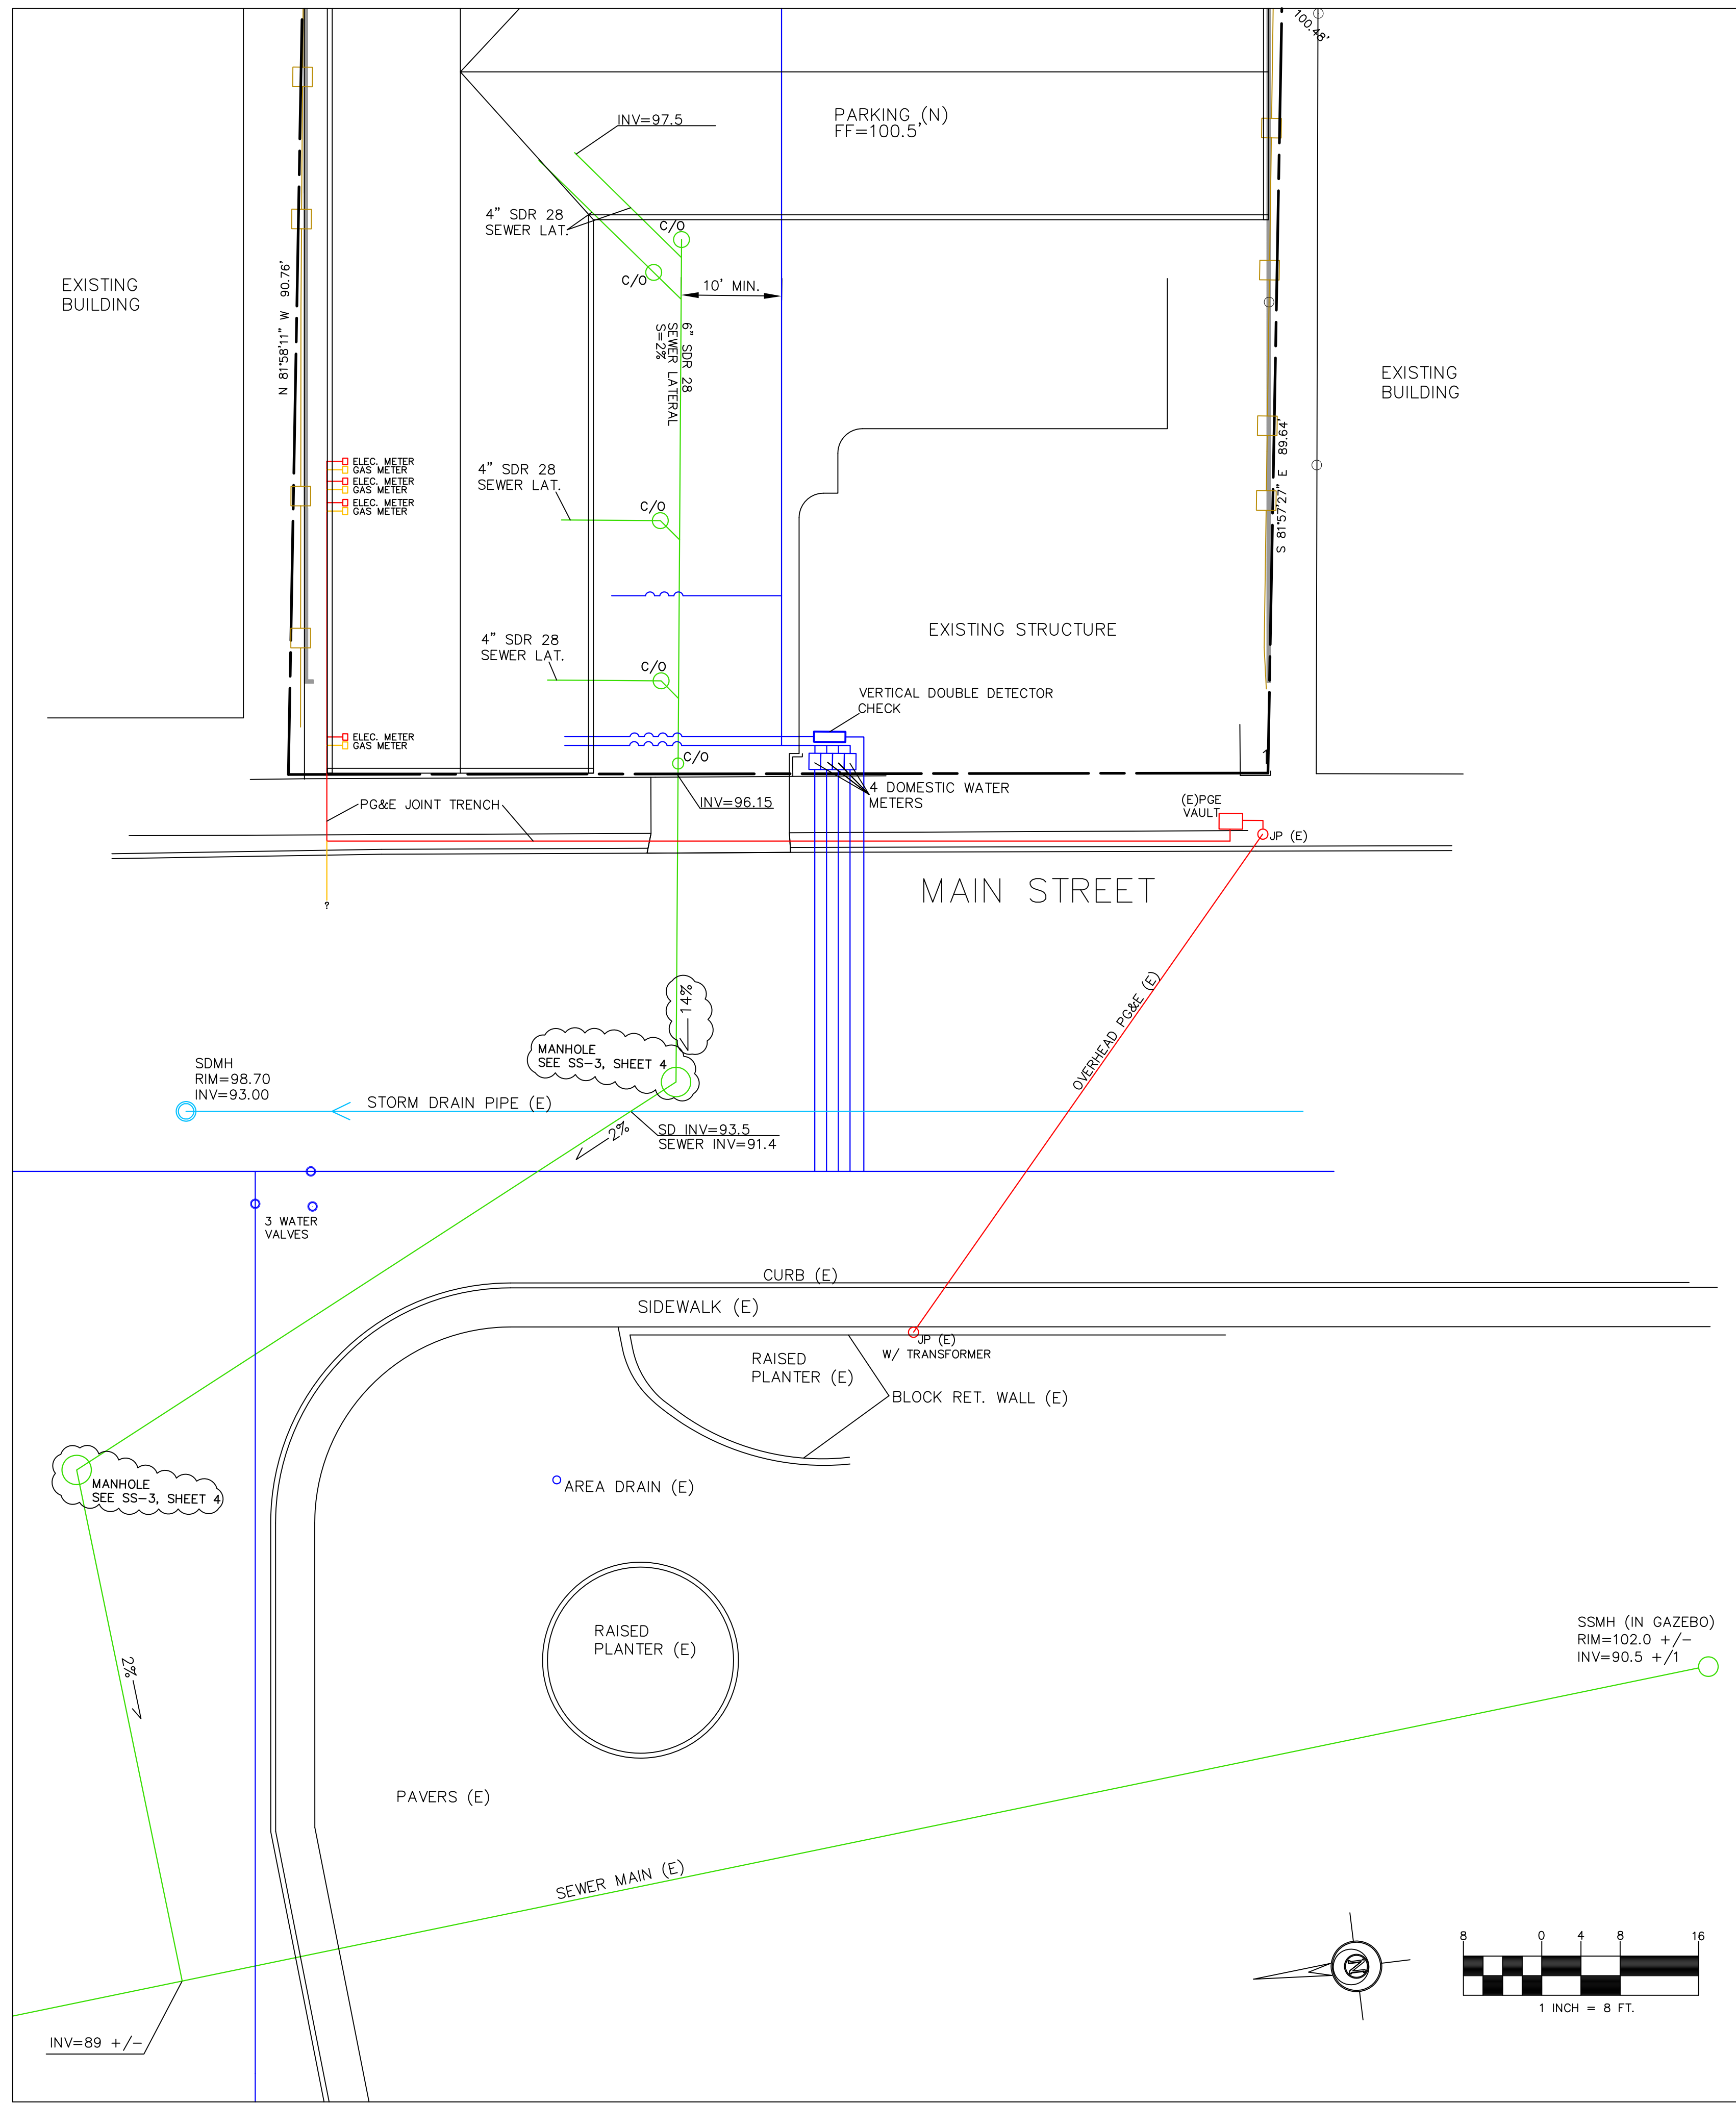 100.48'
INV=97.5
PARKING (N)
FF=100.5'
4" SDR 28
SEWER LAT.
C/O
C/O
10' MIN.
EXISTING
BUILDING
N 81°58'11" W  90.76'
6" SDR 28
SEWER LATERAL
S=2%
EXISTING
BUILDING
S 81°57'27" E  89.64'
ELEC. METER
GAS METER
ELEC. METER
GAS METER
ELEC. METER
GAS METER
4" SDR 28
SEWER LAT.
C/O
EXISTING STRUCTURE
4" SDR 28
SEWER LAT.
C/O
VERTICAL DOUBLE DETECTOR
CHECK
ELEC. METER
GAS METER
C/O
1
PG&E JOINT TRENCH
INV=96.15
4 DOMESTIC WATER
METERS
(E)PGE
VAULT
JP (E)
MAIN STREET
?
14%
OVERHEAD PG&E (E)
MANHOLE
SEE SS-3, SHEET 4
SDMH
RIM=98.70
INV=93.00
STORM DRAIN PIPE (E)
2%
SD INV=93.5
SEWER INV=91.4
3 WATER
VALVES
CURB (E)
SIDEWALK (E)
JP (E)
W/ TRANSFORMER
RAISED
PLANTER (E)
BLOCK RET. WALL (E)
MANHOLE
SEE SS-3, SHEET 4
AREA DRAIN (E)
RAISED
PLANTER (E)
SSMH (IN GAZEBO)
RIM=102.0 +/-
INV=90.5 +/1
2%
PAVERS (E)
SEWER MAIN (E)
N
8 0 4 8 16
1 INCH = 8 FT.
INV=89 +/-